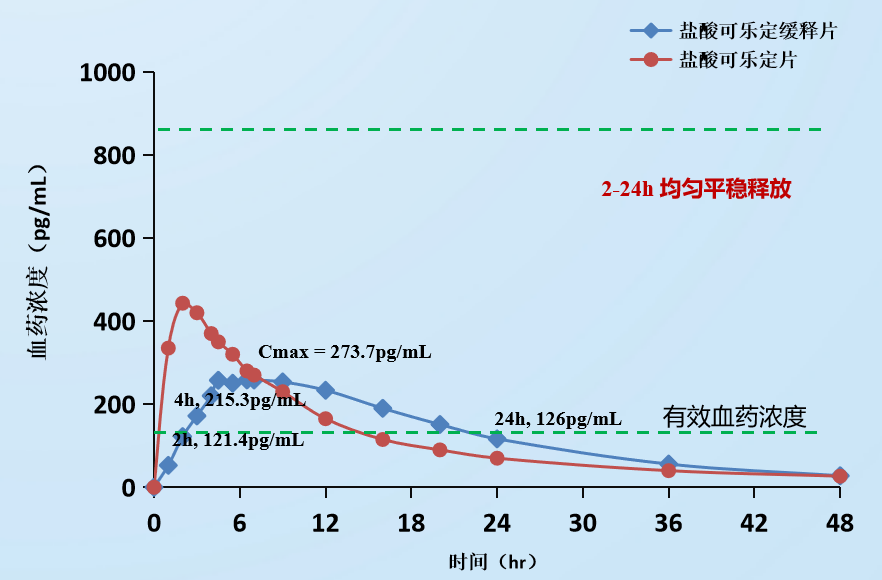 盐酸可乐定缓释片
盐酸可乐定片
1000
800
600
400
200
0
血药浓度（pg/mL）
2-24h 均匀平稳释放
Cmax = 273.7pg/mL
4h, 215.3pg/mL
24h, 126pg/mL
有效血药浓度
2h, 121.4pg/mL
0 6 12 18 24 30 36 42 48
时间（hr）